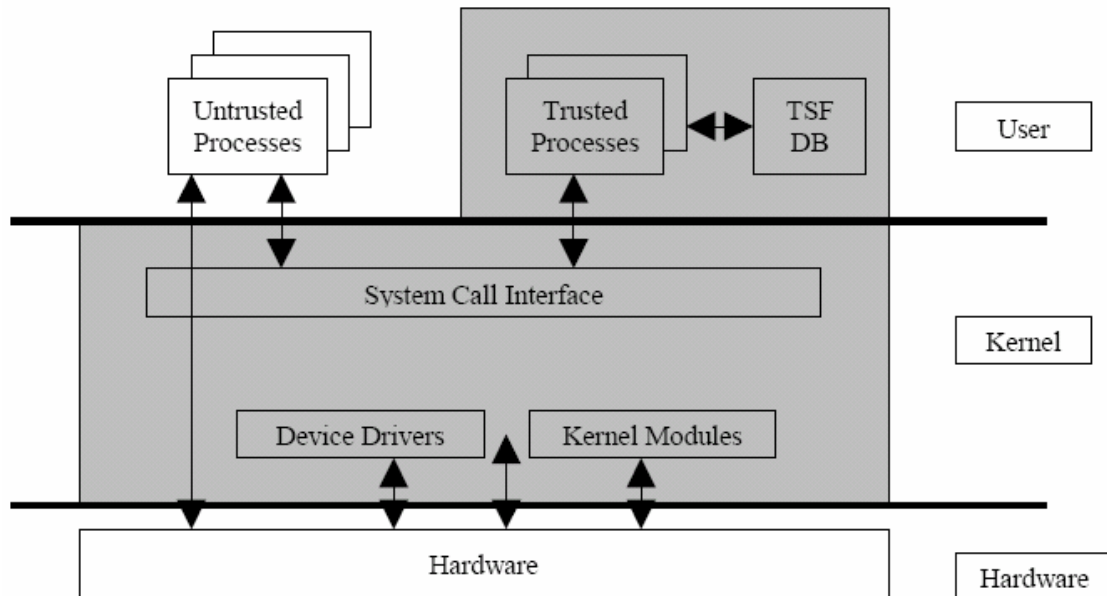 Untrusted
Processes
Trusted
Processes
TSF
DB
User
System Call Interface
Kernel
Device Drivers
Kernel Modules
Hardware
Hardware